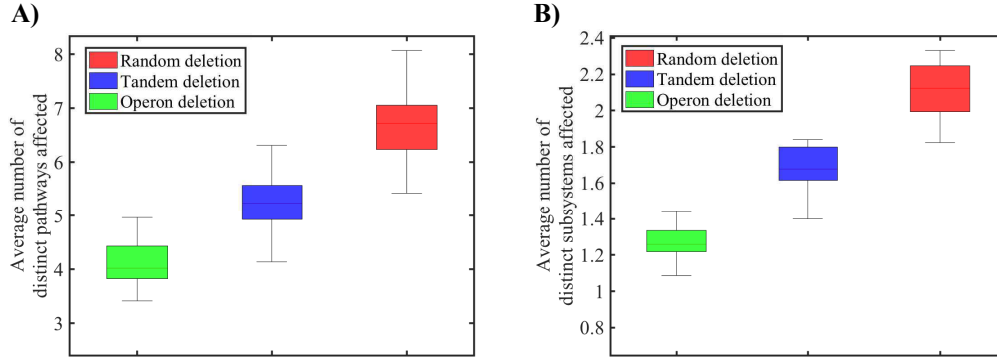 A)
Average number of
distinct pathways affected
8
7
6
5
4
3
Random deletion
Tandem deletion
Operon deletion
B)
Average number of
distinct subsystems affected
2.4
2.2
2
1.8
1.6
1.4
1.2
1
0.8
Random deletion
Tandem deletion
Operon deletion